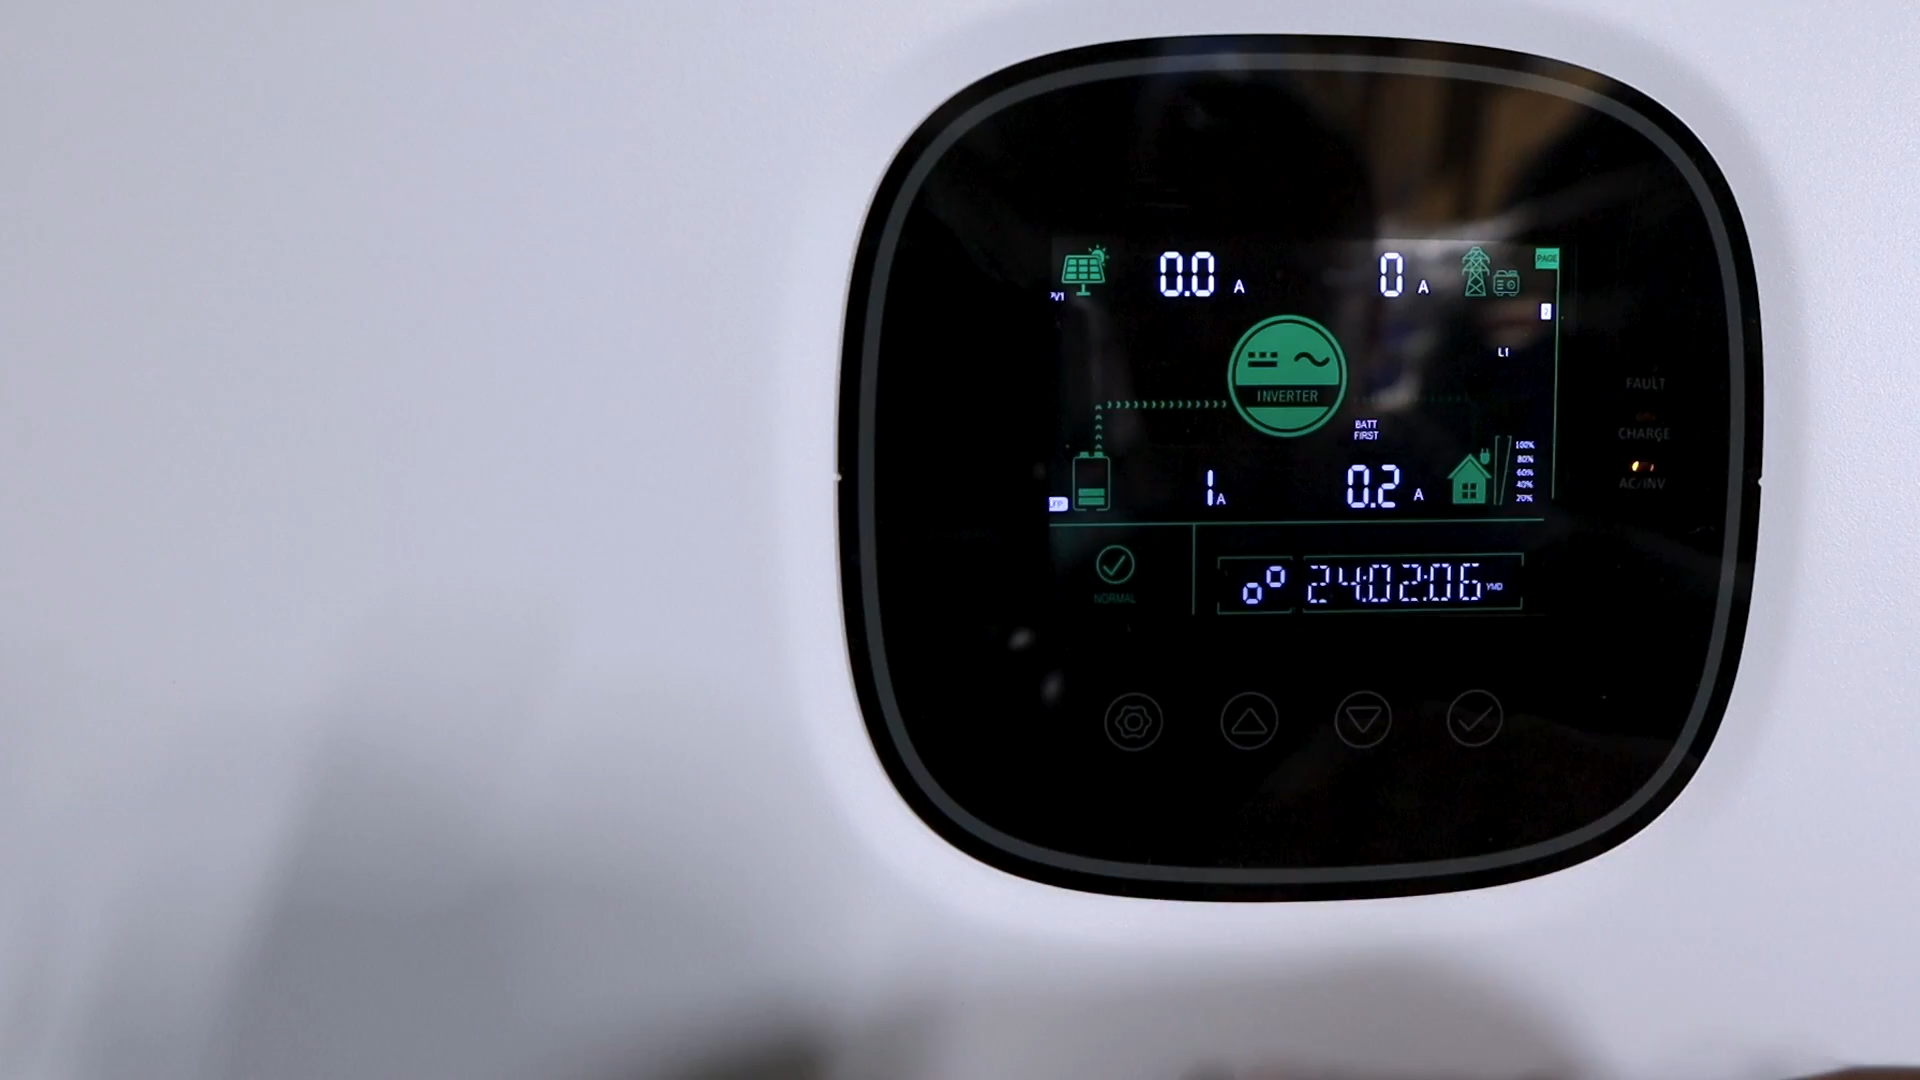 0.0 A
0 A
PAGE
PV1
L1
INVERTER
BATT
FIRST
FAULT
CHARGE
AC/INV
100%
80%
60%
40%
20%
1A
0.2 A
NORMAL
24:02:06 YMD